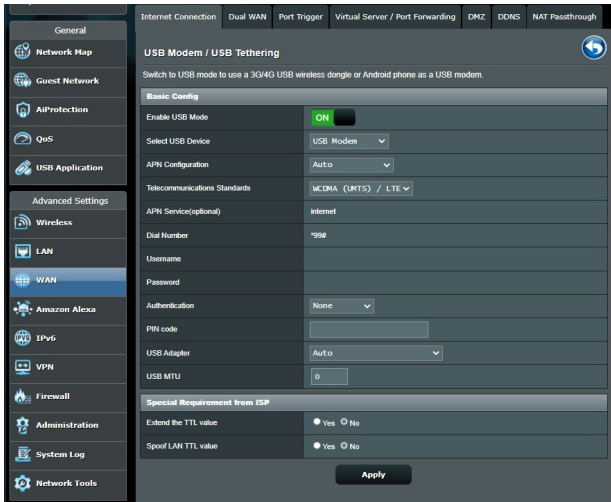 Internet Connection Dual WAN Port Trigger Virtual Server / Port Forwarding DMZ DDNS NAT Passthrough
General
Network Map
Guest Network
AiProtection
QoS
USB Application
Advanced Settings
Wireless
LAN
WAN
Amazon Alexa
IPv6
VPN
Firewall
Administration
System Log
Network Tools
USB Modem / USB Tethering
Switch to USB mode to use a 3G/4G USB wireless dongle or Android phone as a USB modem.
Basic Config
Enable USB Mode ON
Select USB Device USB Modem
APN Configuration Auto
Telecommunications Standards WCDMA (UMTS) / LTE
APN Service(optional) internet
Dial Number *99#
Username
Password
Authentication None
PIN code
USB Adapter Auto
USB MTU 0
Special Requirement from ISP
Extend the TTL value Yes No
Spoof LAN TTL value Yes No
Apply